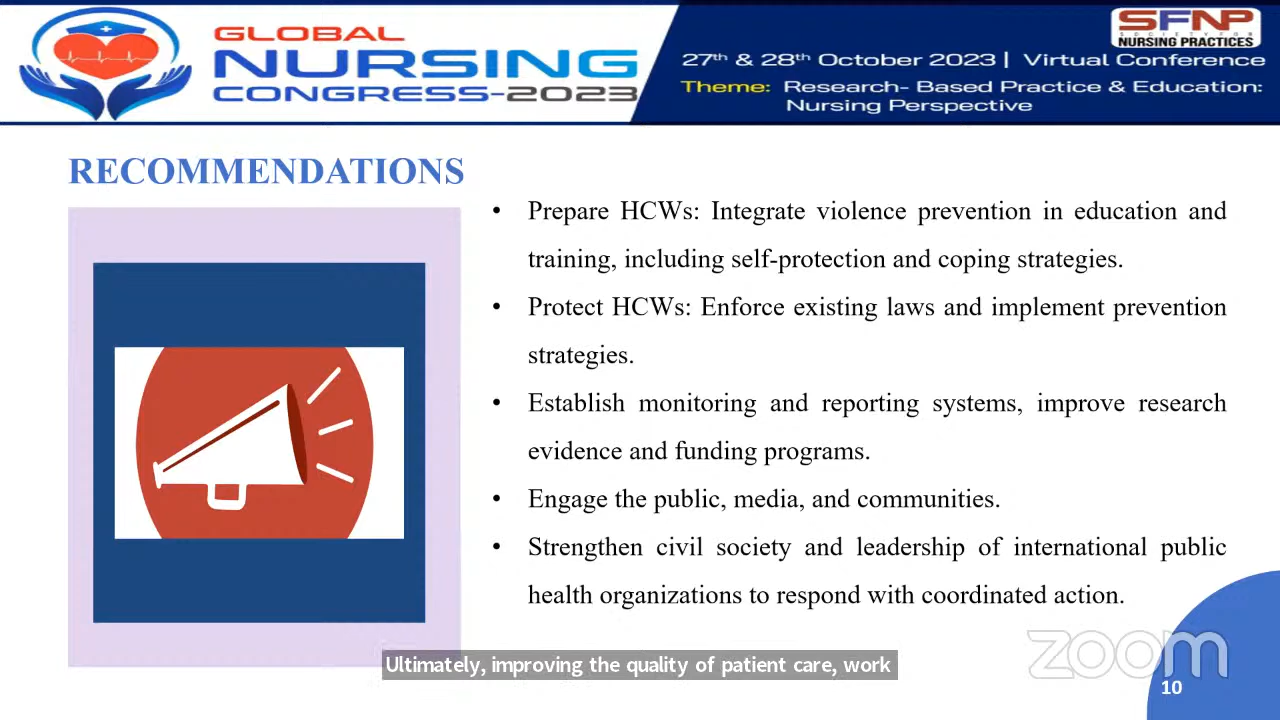 GLOBAL
NURSING
CONGRESS-2023
SFNP
SOCIETY FOR
NURSING PRACTICES
27th & 28th October 2023 | Virtual Conference
Theme: Research- Based Practice & Education:
Nursing Perspective
RECOMMENDATIONS
• Prepare HCWs: Integrate violence prevention in education and
training, including self-protection and coping strategies.
• Protect HCWs: Enforce existing laws and implement prevention
strategies.
• Establish monitoring and reporting systems, improve research
evidence and funding programs.
• Engage the public, media, and communities.
• Strengthen civil society and leadership of international public
health organizations to respond with coordinated action.
zoom
Ultimately, improving the quality of patient care, work
10